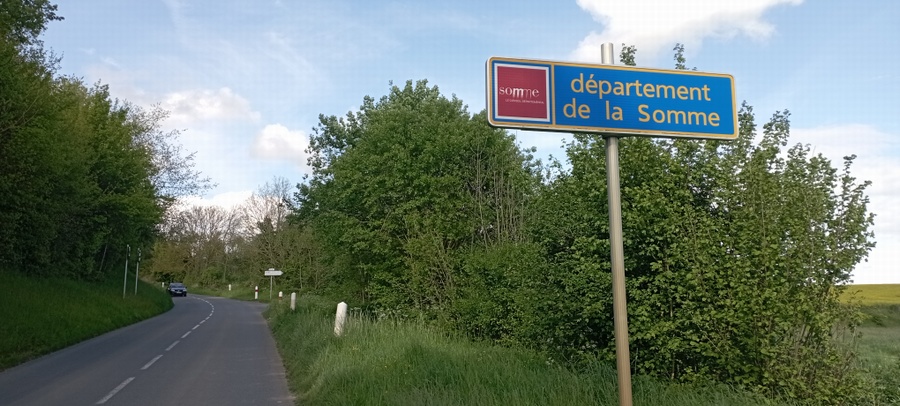 somme
département
de la Somme